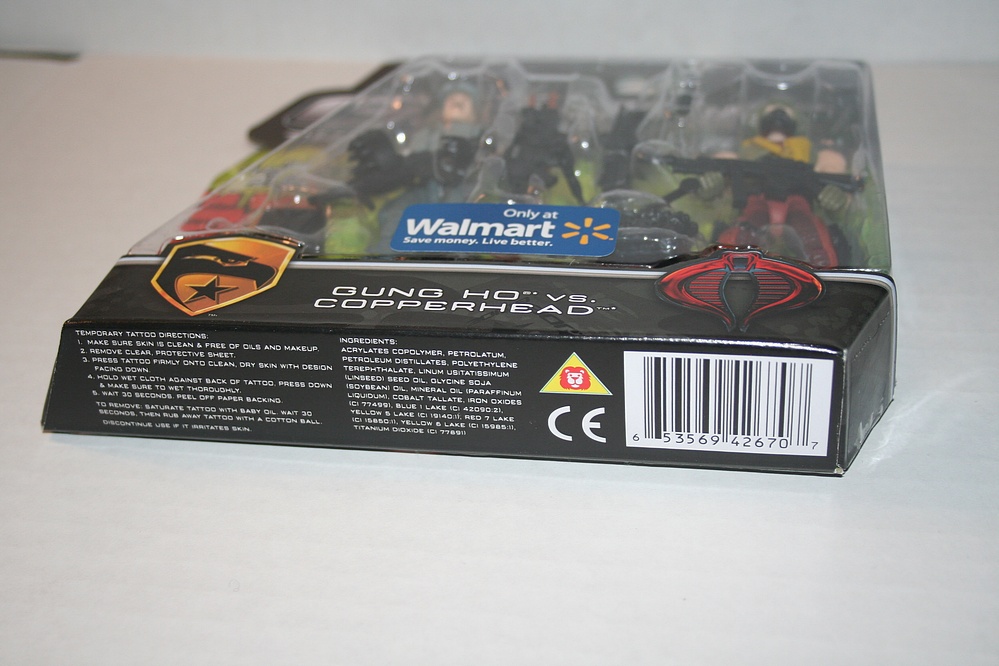 Only at
Walmart
Save money. Live better.
GUNG HO℠• VS.
COPPERHEAD™•
TM
TEMPORARY TATTOO DIRECTIONS:
1. MAKE SURE SKIN IS CLEAN & FREE OF OILS AND MAKEUP.
2. REMOVE CLEAR, PROTECTIVE SHEET.
3. PRESS TATTOO FIRMLY ONTO CLEAN, DRY SKIN WITH DESIGN
FACING DOWN.
4. HOLD WET CLOTH AGAINST BACK OF TATTOO, PRESS DOWN
& MAKE SURE TO WET THOROUGHLY.
5. WAIT 30 SECONDS. PEEL OFF PAPER BACKING.
TO REMOVE: SATURATE TATTOO WITH BABY OIL. WAIT 30
SECONDS, THEN RUB AWAY TATTOO WITH A COTTON BALL.
DISCONTINUE USE IF IT IRRITATES SKIN.
INGREDIENTS:
ACRYLATES COPOLYMER, PETROLATUM,
PETROLEUM DISTILLATES, POLYETHYLENE
TEREPHTHALATE, LINUM USITATISSIMUM
(LINSEED) SEED OIL, GLYCINE SOJA
(SOYBEAN) OIL, MINERAL OIL (PARAFFINUM
LIQUIDUM), COBALT TALLATE, IRON OXIDES
(CI 77499), BLUE 1 LAKE (CI 42090:2),
YELLOW 5 LAKE (CI 19140:1), RED 7 LAKE
(CI 15850:1), YELLOW 6 LAKE (CI 15985:1),
TITANIUM DIOXIDE (CI 77891)
CE
6 53569 42670 7